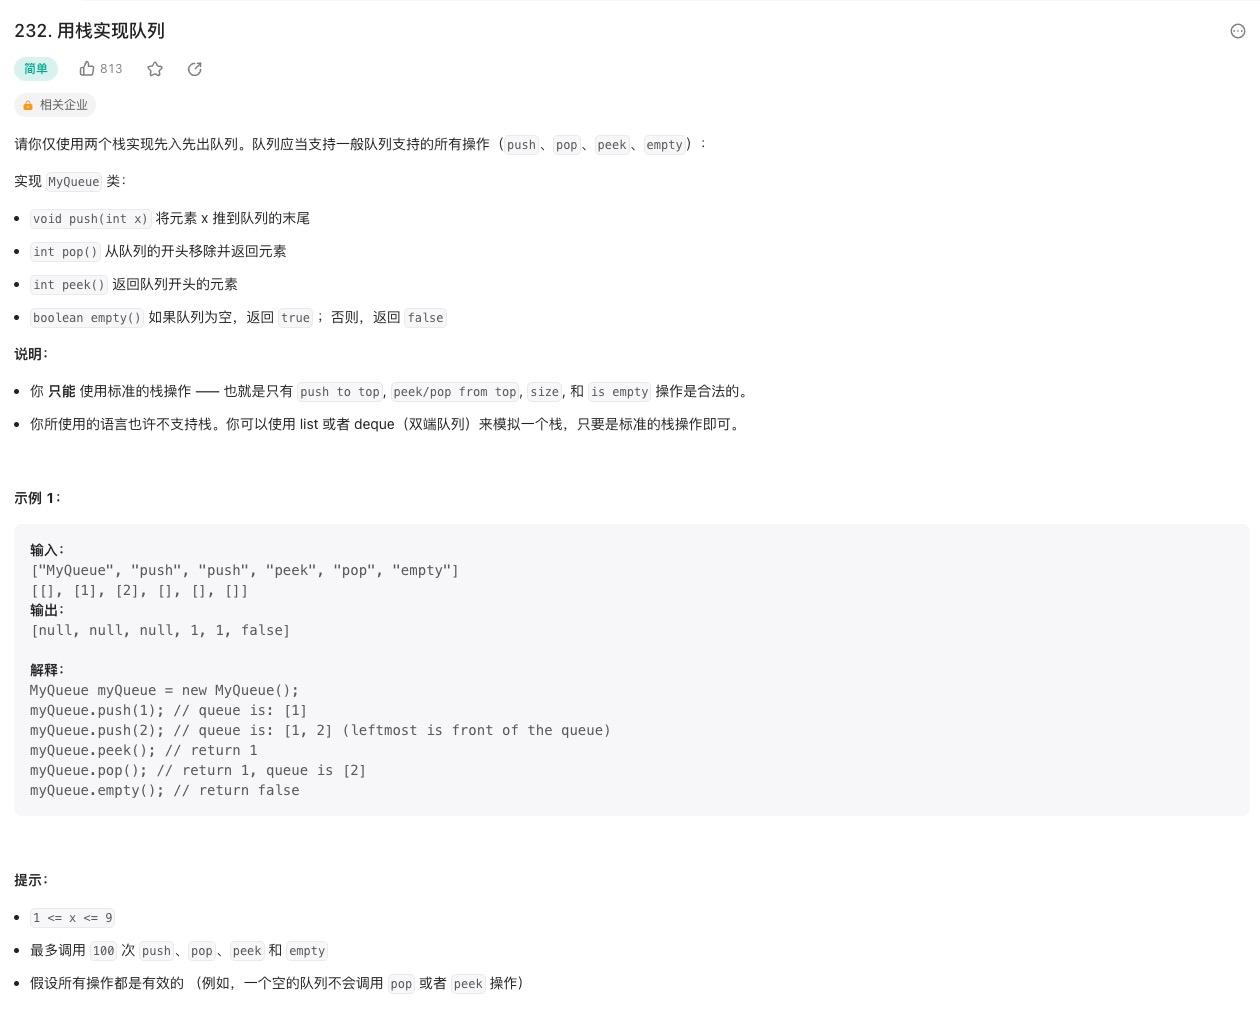 232. 用栈实现队列
简单 813
相关企业
请你仅使用两个栈实现先入先出队列。队列应当支持一般队列支持的所有操作（push、pop、peek、empty）：
实现 MyQueue 类：
void push(int x) 将元素 x 推到队列的末尾
int pop() 从队列的开头移除并返回元素
int peek() 返回队列开头的元素
boolean empty() 如果队列为空，返回 true ；否则，返回 false
说明：
你 只能 使用标准的栈操作 —— 也就是只有 push to top, peek/pop from top, size, 和 is empty 操作是合法的。
你所使用的语言也许不支持栈。你可以使用 list 或者 deque（双端队列）来模拟一个栈，只要是标准的栈操作即可。
示例 1：
输入：
["MyQueue", "push", "push", "peek", "pop", "empty"]
[[], [1], [2], [], [], []]
输出：
[null, null, null, 1, 1, false]
解释：
MyQueue myQueue = new MyQueue();
myQueue.push(1); // queue is: [1]
myQueue.push(2); // queue is: [1, 2] (leftmost is front of the queue)
myQueue.peek(); // return 1
myQueue.pop(); // return 1, queue is [2]
myQueue.empty(); // return false
提示：
1 <= x <= 9
最多调用 100 次 push、pop、peek 和 empty
假设所有操作都是有效的 （例如，一个空的队列不会调用 pop 或者 peek 操作）